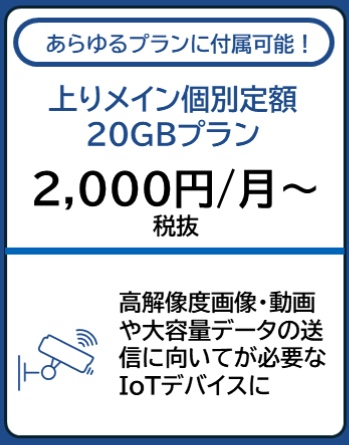 あらゆるプランに付属可能！
上りメイン個別定額
20GBプラン
2,000円/月～
税抜
高解像度画像・動画
や大容量データの送
信に向いてが必要な
IoTデバイスに